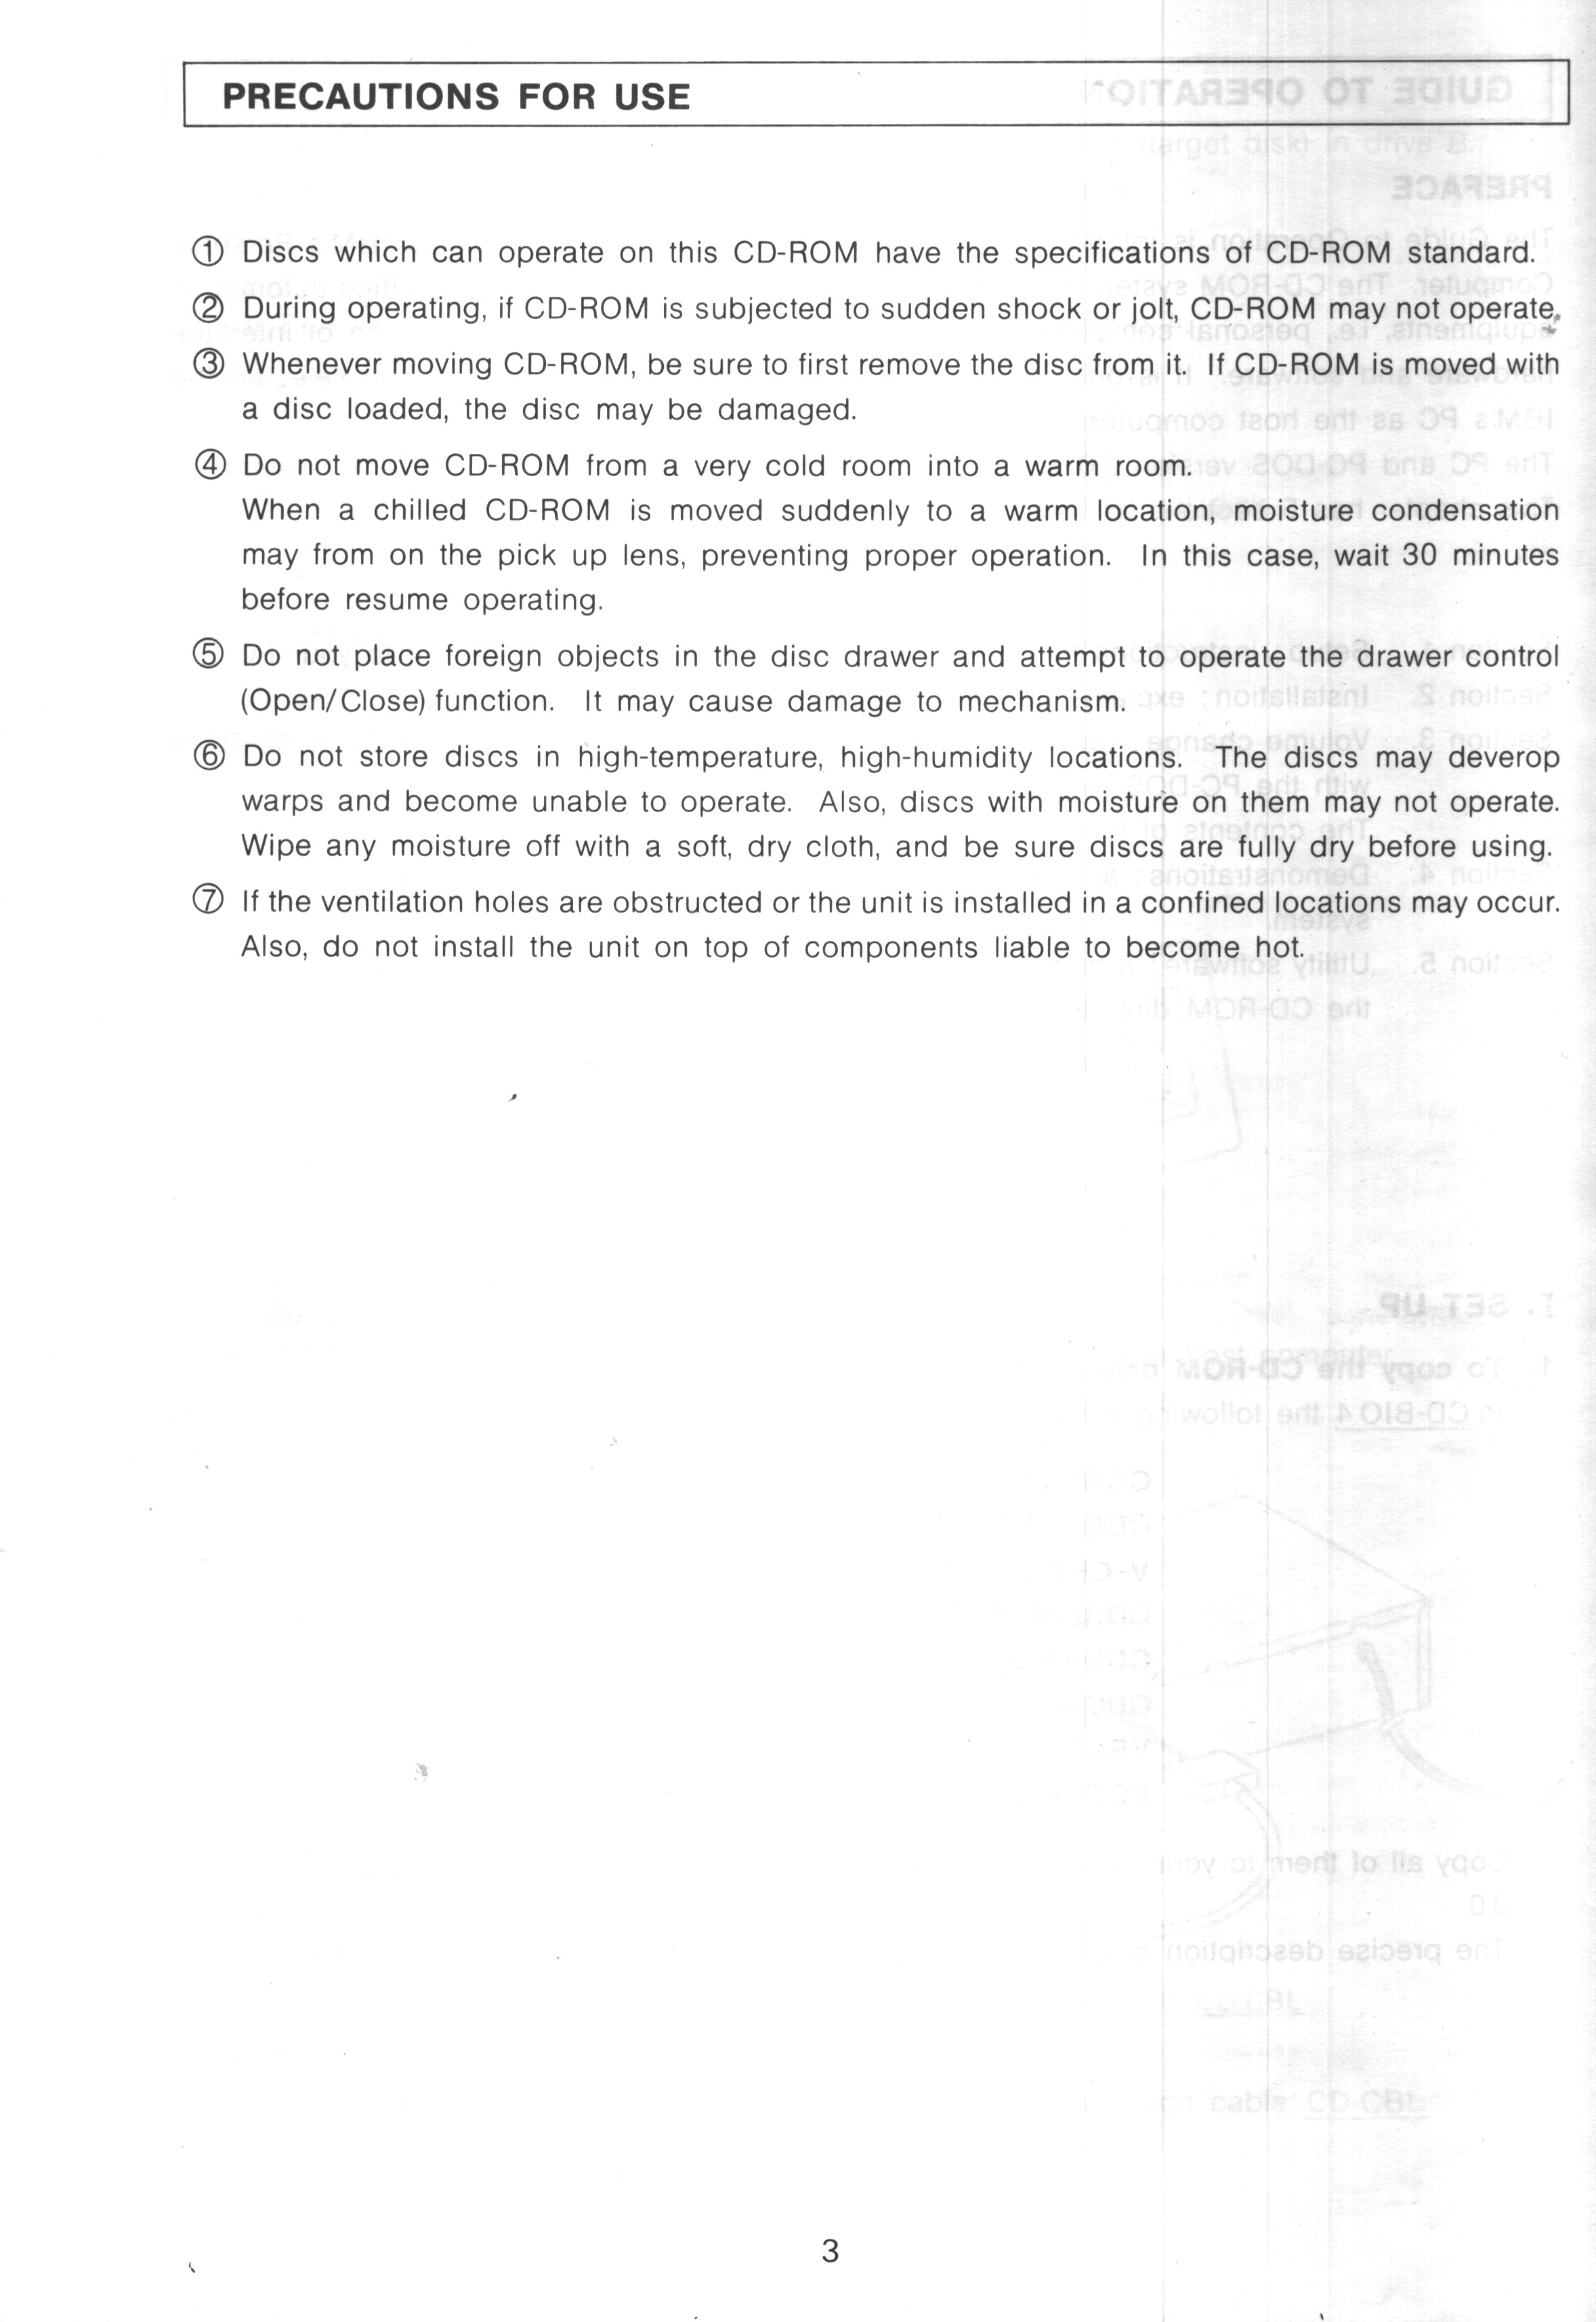 PRECAUTIONS FOR USE
① Discs which can operate on this CD-ROM have the specifications of CD-ROM standard.
② During operating, if CD-ROM is subjected to sudden shock or jolt, CD-ROM may not operate.
③ Whenever moving CD-ROM, be sure to first remove the disc from it. If CD-ROM is moved with
a disc loaded, the disc may be damaged.
④ Do not move CD-ROM from a very cold room into a warm room.
When a chilled CD-ROM is moved suddenly to a warm location, moisture condensation
may from on the pick up lens, preventing proper operation. In this case, wait 30 minutes
before resume operating.
⑤ Do not place foreign objects in the disc drawer and attempt to operate the drawer control
(Open/Close) function. It may cause damage to mechanism.
⑥ Do not store discs in high-temperature, high-humidity locations. The discs may deverop
warps and become unable to operate. Also, discs with moisture on them may not operate.
Wipe any moisture off with a soft, dry cloth, and be sure discs are fully dry before using.
⑦ If the ventilation holes are obstructed or the unit is installed in a confined locations may occur.
Also, do not install the unit on top of components liable to become hot.
3